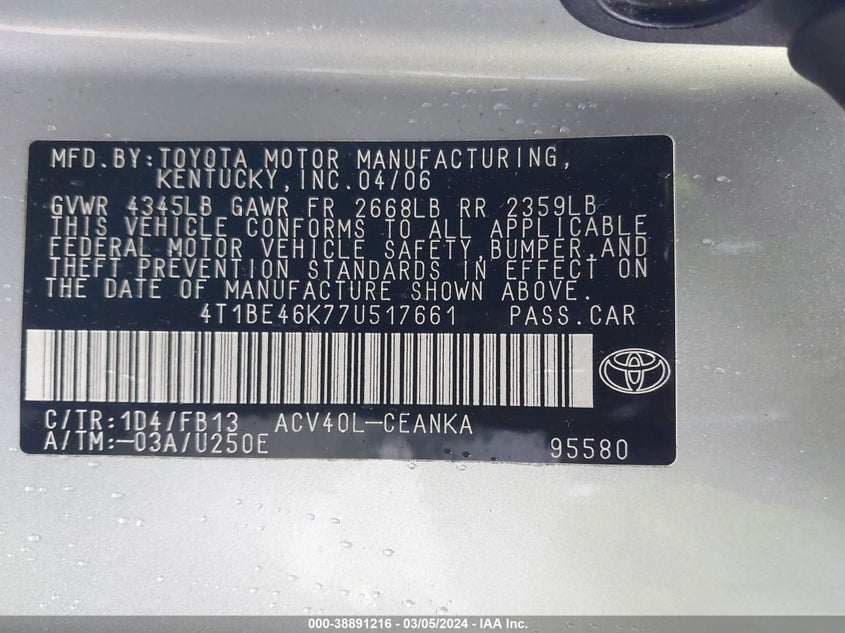 MFD.BY:TOYOTA MOTOR MANUFACTURING,
KENTUCKY,INC.04/06
GVWR 4345LB GAWR FR 2668LB RR 2359LB
THIS VEHICLE CONFORMS TO ALL APPLICABLE
FEDERAL MOTOR VEHICLE SAFETY,BUMPER,AND
THEFT PREVENTION STANDARDS IN EFFECT ON
THE DATE OF MANUFACTURE SHOWN ABOVE.
4T1BE46K77U517661 PASS.CAR
C/TR:1D4/FB13 ACV40L-CEANKA
A/TM:-03A/U250E 95580
000-38891216 - 03/05/2024 - IAA Inc.